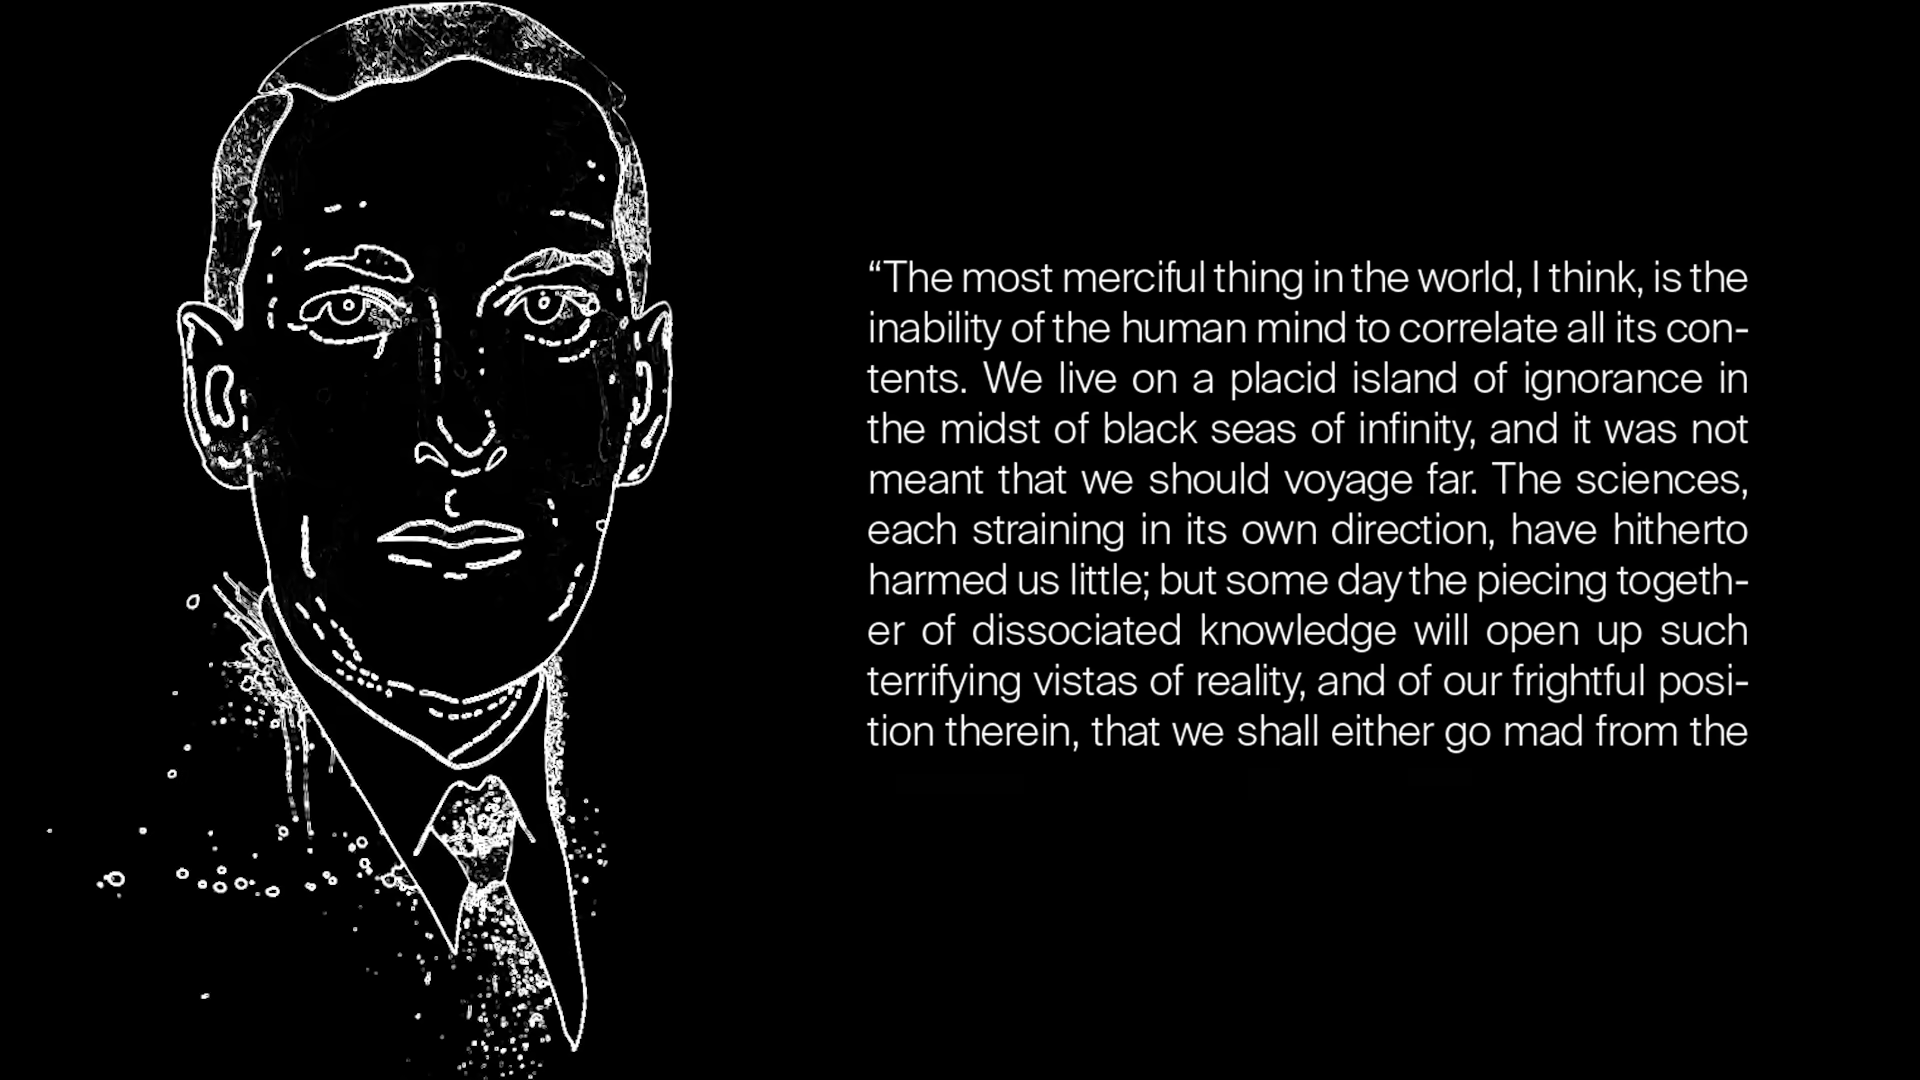 “The most merciful thing in the world, I think, is the
inability of the human mind to correlate all its con-
tents. We live on a placid island of ignorance in
the midst of black seas of infinity, and it was not
meant that we should voyage far. The sciences,
each straining in its own direction, have hitherto
harmed us little; but some day the piecing togeth-
er of dissociated knowledge will open up such
terrifying vistas of reality, and of our frightful posi-
tion therein, that we shall either go mad from the